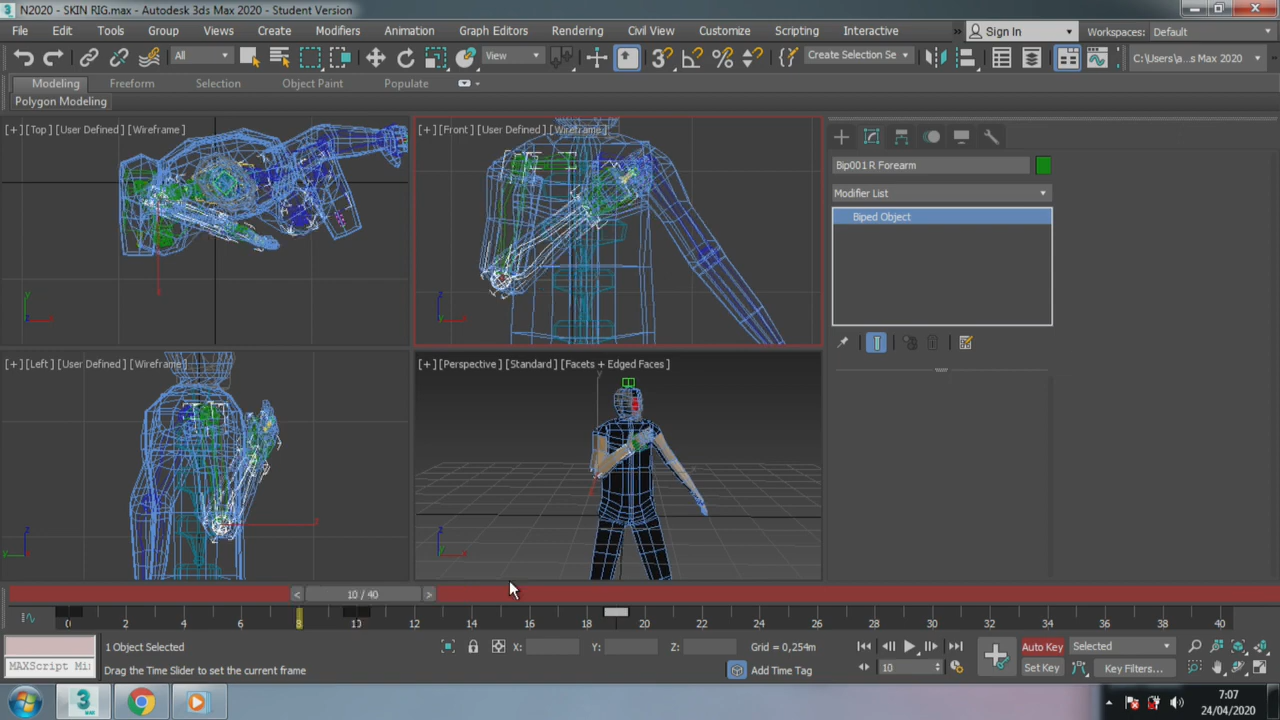 N2020 - SKIN RIG.max - Autodesk 3ds Max 2020 - Student Version
File Edit Tools Group Views Create Modifiers Animation Graph Editors Rendering Civil View Customize Scripting Interactive » Sign In Workspaces: Default
All View Create Selection Se C:\Users\a...s Max 2020
Modeling Freeform Selection Object Paint Populate
Polygon Modeling
[+] [Top] [User Defined] [Wireframe] [+] [Front] [User Defined] [Wireframe]
Bip001 R Forearm
Modifier List
Biped Object
[+] [Left] [User Defined] [Wireframe] [+] [Perspective] [Standard] [Facets + Edged Faces]
< 10 / 40 >
0 2 4 6 8 10 12 14 16 18 20 22 24 26 28 30 32 34 36 38 40
1 Object Selected X: Y: Z: Grid = 0,254m Auto Key Selected
MAXScript Mi Drag the Time Slider to set the current frame Add Time Tag 10 Set Key Key Filters...
7:07
24/04/2020